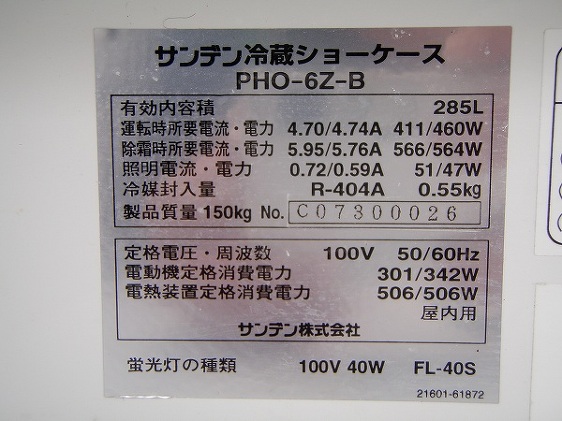 サンデン冷蔵ショーケース
PHO-6Z-B
有効内容積 285L
運転時所要電流・電力 4.70/4.74A 411/460W
除霜時所要電流・電力 5.95/5.76A 566/564W
照明電流・電力 0.72/0.59A 51/47W
冷媒封入量 R-404A 0.55kg
製品質量 150kg No. C07300026
定格電圧・周波数 100V 50/60Hz
電動機定格消費電力 301/342W
電熱装置定格消費電力 506/506W
屋内用
サンデン株式会社
蛍光灯の種類 100V 40W FL-40S
21601-61872